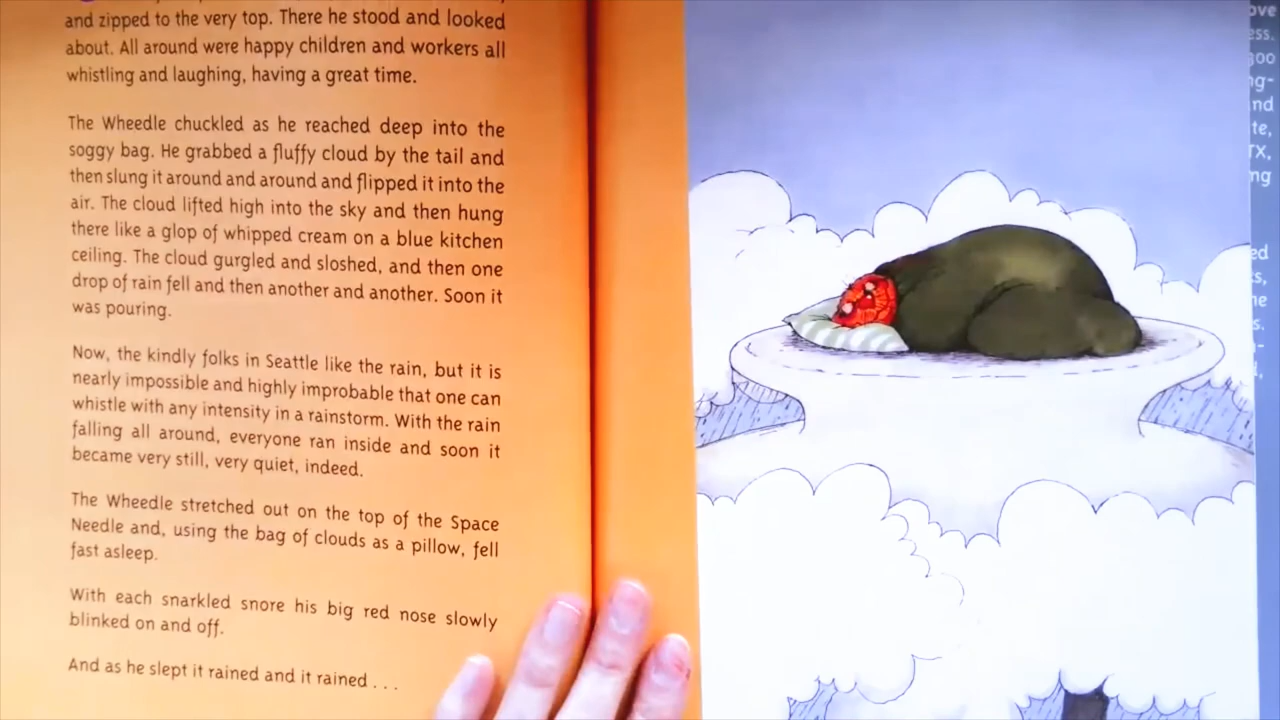 and zipped to the very top. There he stood and looked
about. All around were happy children and workers all
whistling and laughing, having a great time.
The Wheedle chuckled as he reached deep into the
soggy bag. He grabbed a fluffy cloud by the tail and
then slung it around and around and flipped it into the
air. The cloud lifted high into the sky and then hung
there like a glop of whipped cream on a blue kitchen
ceiling. The cloud gurgled and sloshed, and then one
drop of rain fell and then another and another. Soon it
was pouring.
Now, the kindly folks in Seattle like the rain, but it is
nearly impossible and highly improbable that one can
whistle with any intensity in a rainstorm. With the rain
falling all around, everyone ran inside and soon it
became very still, very quiet, indeed.
The Wheedle stretched out on the top of the Space
Needle and, using the bag of clouds as a pillow, fell
fast asleep.
With each snarkled snore his big red nose slowly
blinked on and off.
And as he slept it rained and it rained . . .